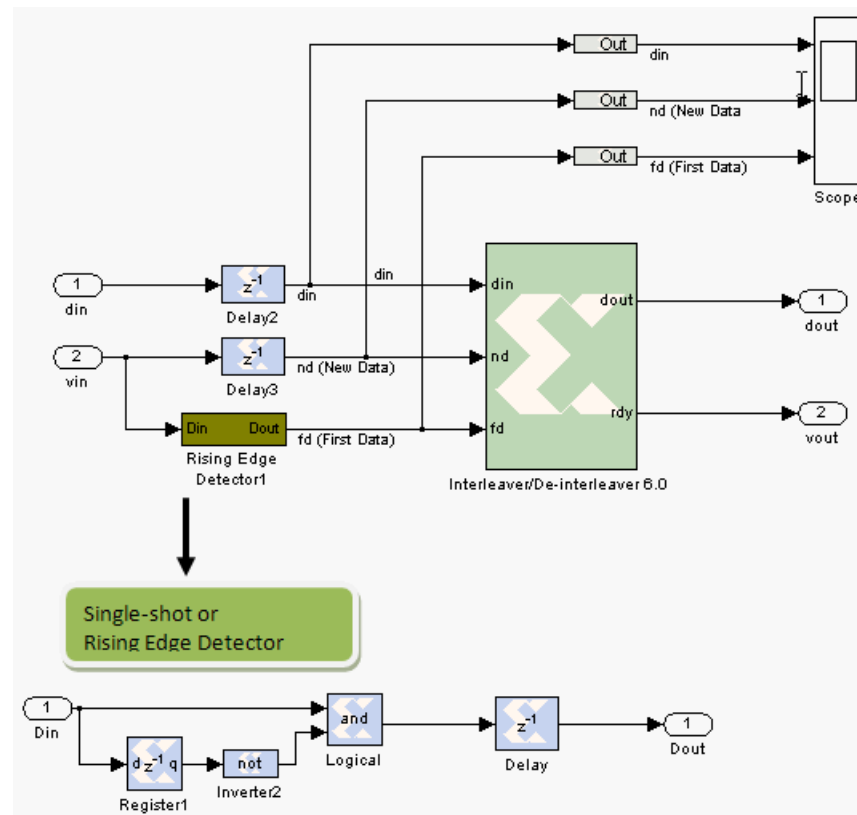 Out
din
Out
nd (New Data
Out
fd (First Data)
Scope
1
din
z-1
Delay2
din
din
din
dout
1
dout
2
vin
z-1
Delay3
nd (New Data)
nd
Din Dout
Rising Edge
Detector1
fd (First Data)
fd
rdy
2
vout
Interleaver/De-interleaver 6.0
Single-shot or
Rising Edge Detector
1
Din
d z-1 q
Register1
not
Inverter2
and
Logical
z-1
Delay
1
Dout